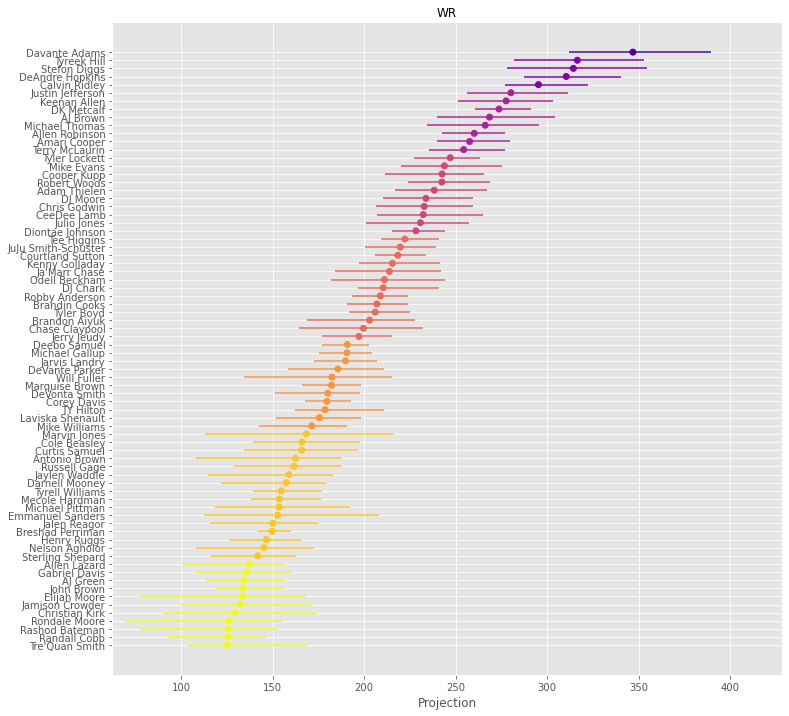 WR
Davante Adams
Tyreek Hill
Stefon Diggs
DeAndre Hopkins
Calvin Ridley
Justin Jefferson
Keenan Allen
DK Metcalf
AJ Brown
Michael Thomas
Allen Robinson
Amari Cooper
Terry McLaurin
Tyler Lockett
Mike Evans
Cooper Kupp
Robert Woods
Adam Thielen
DJ Moore
Chris Godwin
CeeDee Lamb
Julio Jones
Diontae Johnson
Tee Higgins
JuJu Smith-Schuster
Courtland Sutton
Kenny Golladay
Ja'Marr Chase
Odell Beckham
DJ Chark
Robby Anderson
Brandin Cooks
Tyler Boyd
Brandon Aiyuk
Chase Claypool
Jerry Jeudy
Deebo Samuel
Michael Gallup
Jarvis Landry
DeVante Parker
Will Fuller
Marquise Brown
DeVonta Smith
Corey Davis
TY Hilton
Laviska Shenault
Mike Williams
Marvin Jones
Cole Beasley
Curtis Samuel
Antonio Brown
Russell Gage
Jaylen Waddle
Darnell Mooney
Tyrell Williams
Mecole Hardman
Michael Pittman
Emmanuel Sanders
Jalen Reagor
Breshad Perriman
Henry Ruggs
Nelson Agholor
Sterling Shepard
Allen Lazard
Gabriel Davis
AJ Green
John Brown
Elijah Moore
Jamison Crowder
Christian Kirk
Rondale Moore
Rashod Bateman
Randall Cobb
Tre'Quan Smith
100 150 200 250 300 350 400
Projection